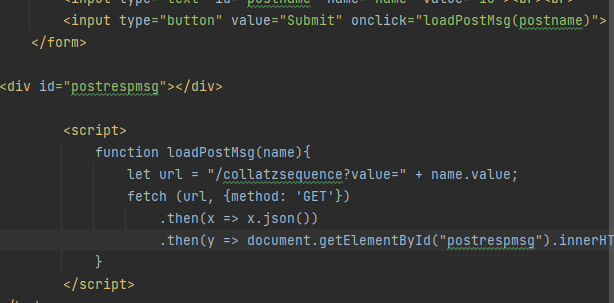 <input type="text" id="postname" name="name" value="10"><br><br>
<input type="button" value="Submit" onclick="loadPostMsg(postname)">
</form>
<div id="postrespmsg"></div>
<script>
function loadPostMsg(name){
let url = "/collatzsequence?value=" + name.value;
fetch (url, {method: 'GET'})
.then(x => x.json())
.then(y => document.getElementById("postrespmsg").innerHT
}
</script>